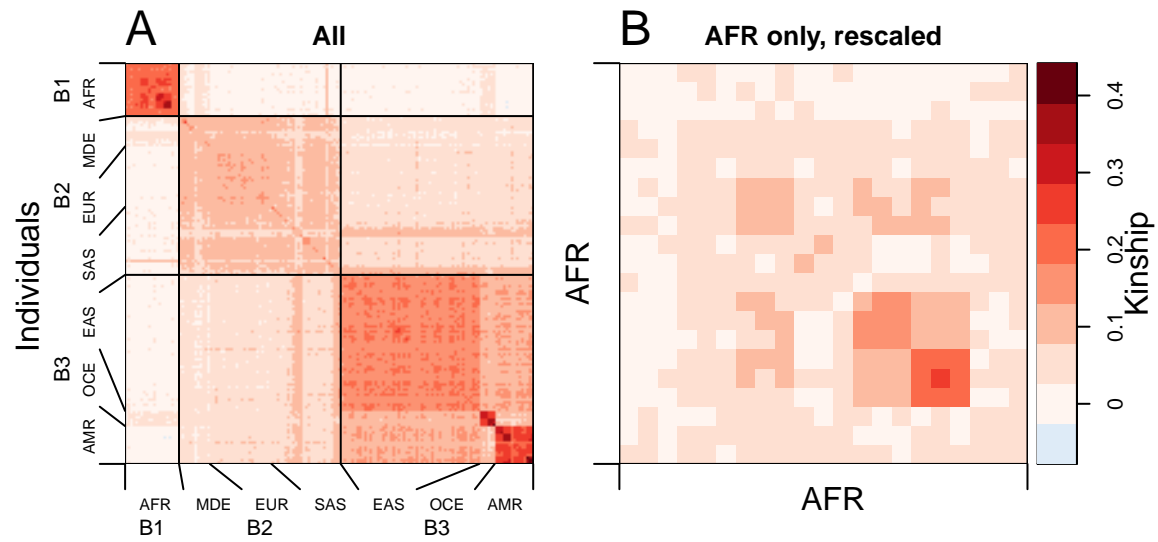 A
All
B
AFR only, rescaled
Individuals
B1
B2
B3
AFR
MDE
EUR
SAS
EAS
OCE
AMR
AFR
MDE
EUR
SAS
EAS
OCE
AMR
B1
B2
B3
AFR
AFR
0.4
0.3
0.2
0.1
0
Kinship